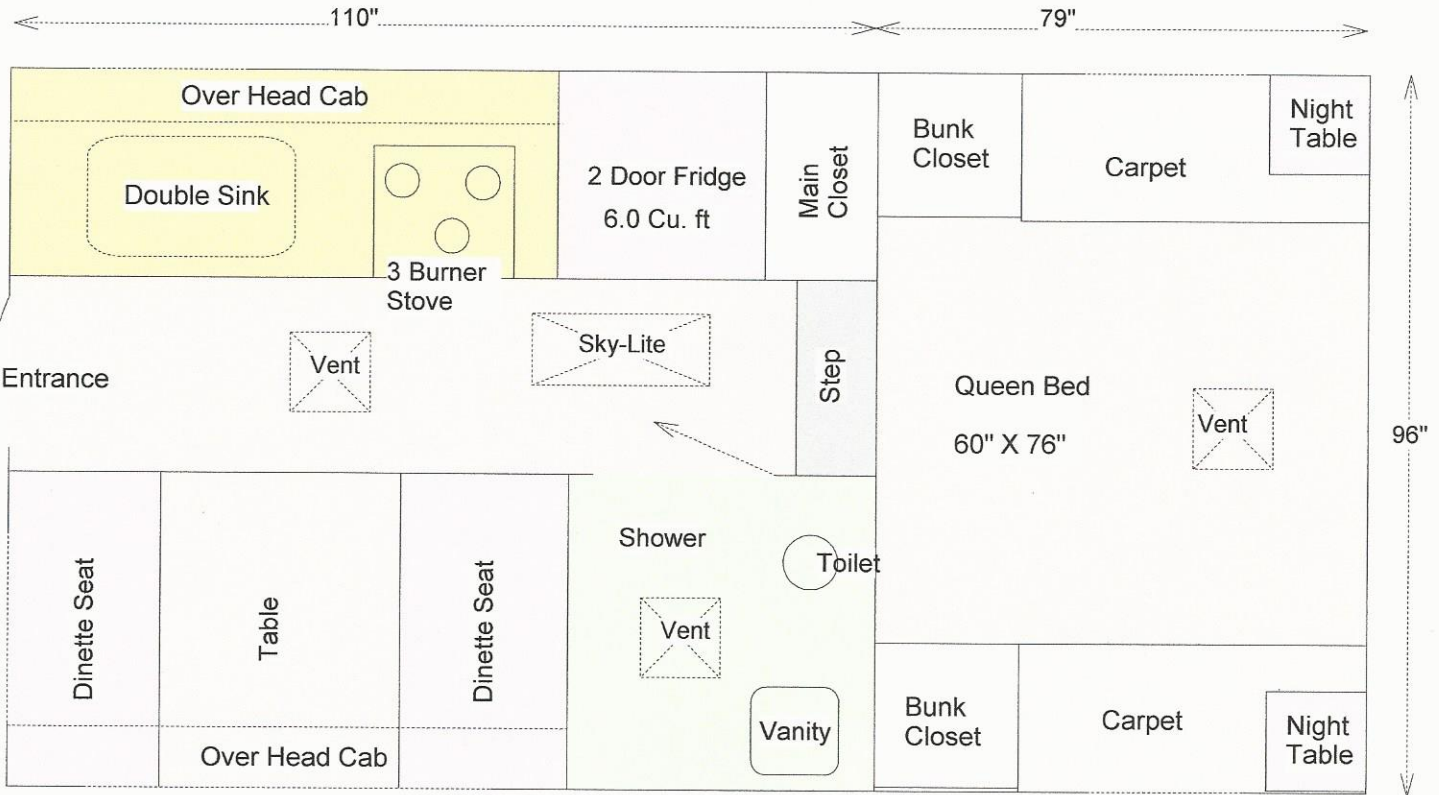 110"
79"
Over Head Cab
Double Sink
3 Burner
Stove
2 Door Fridge
6.0 Cu. ft
Main
Closet
Bunk
Closet
Carpet
Night
Table
Entrance
Vent
Sky-Lite
Step
Queen Bed
60" X 76"
Vent
96"
Dinette Seat
Table
Dinette Seat
Over Head Cab
Shower
Toilet
Vent
Vanity
Bunk
Closet
Carpet
Night
Table